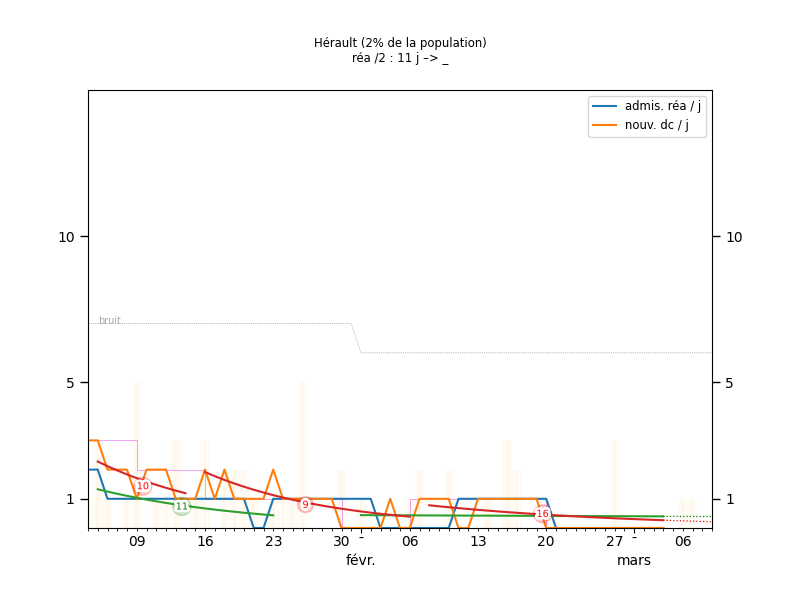 Hérault (2% de la population)
réa /2 : 11 j –> _
admis. réa / j
nouv. dc / j
10 10
bruit
5 5
10 11 9 16
1 1
09 16 23 30 - 06 13 20 27 - 06
févr. mars